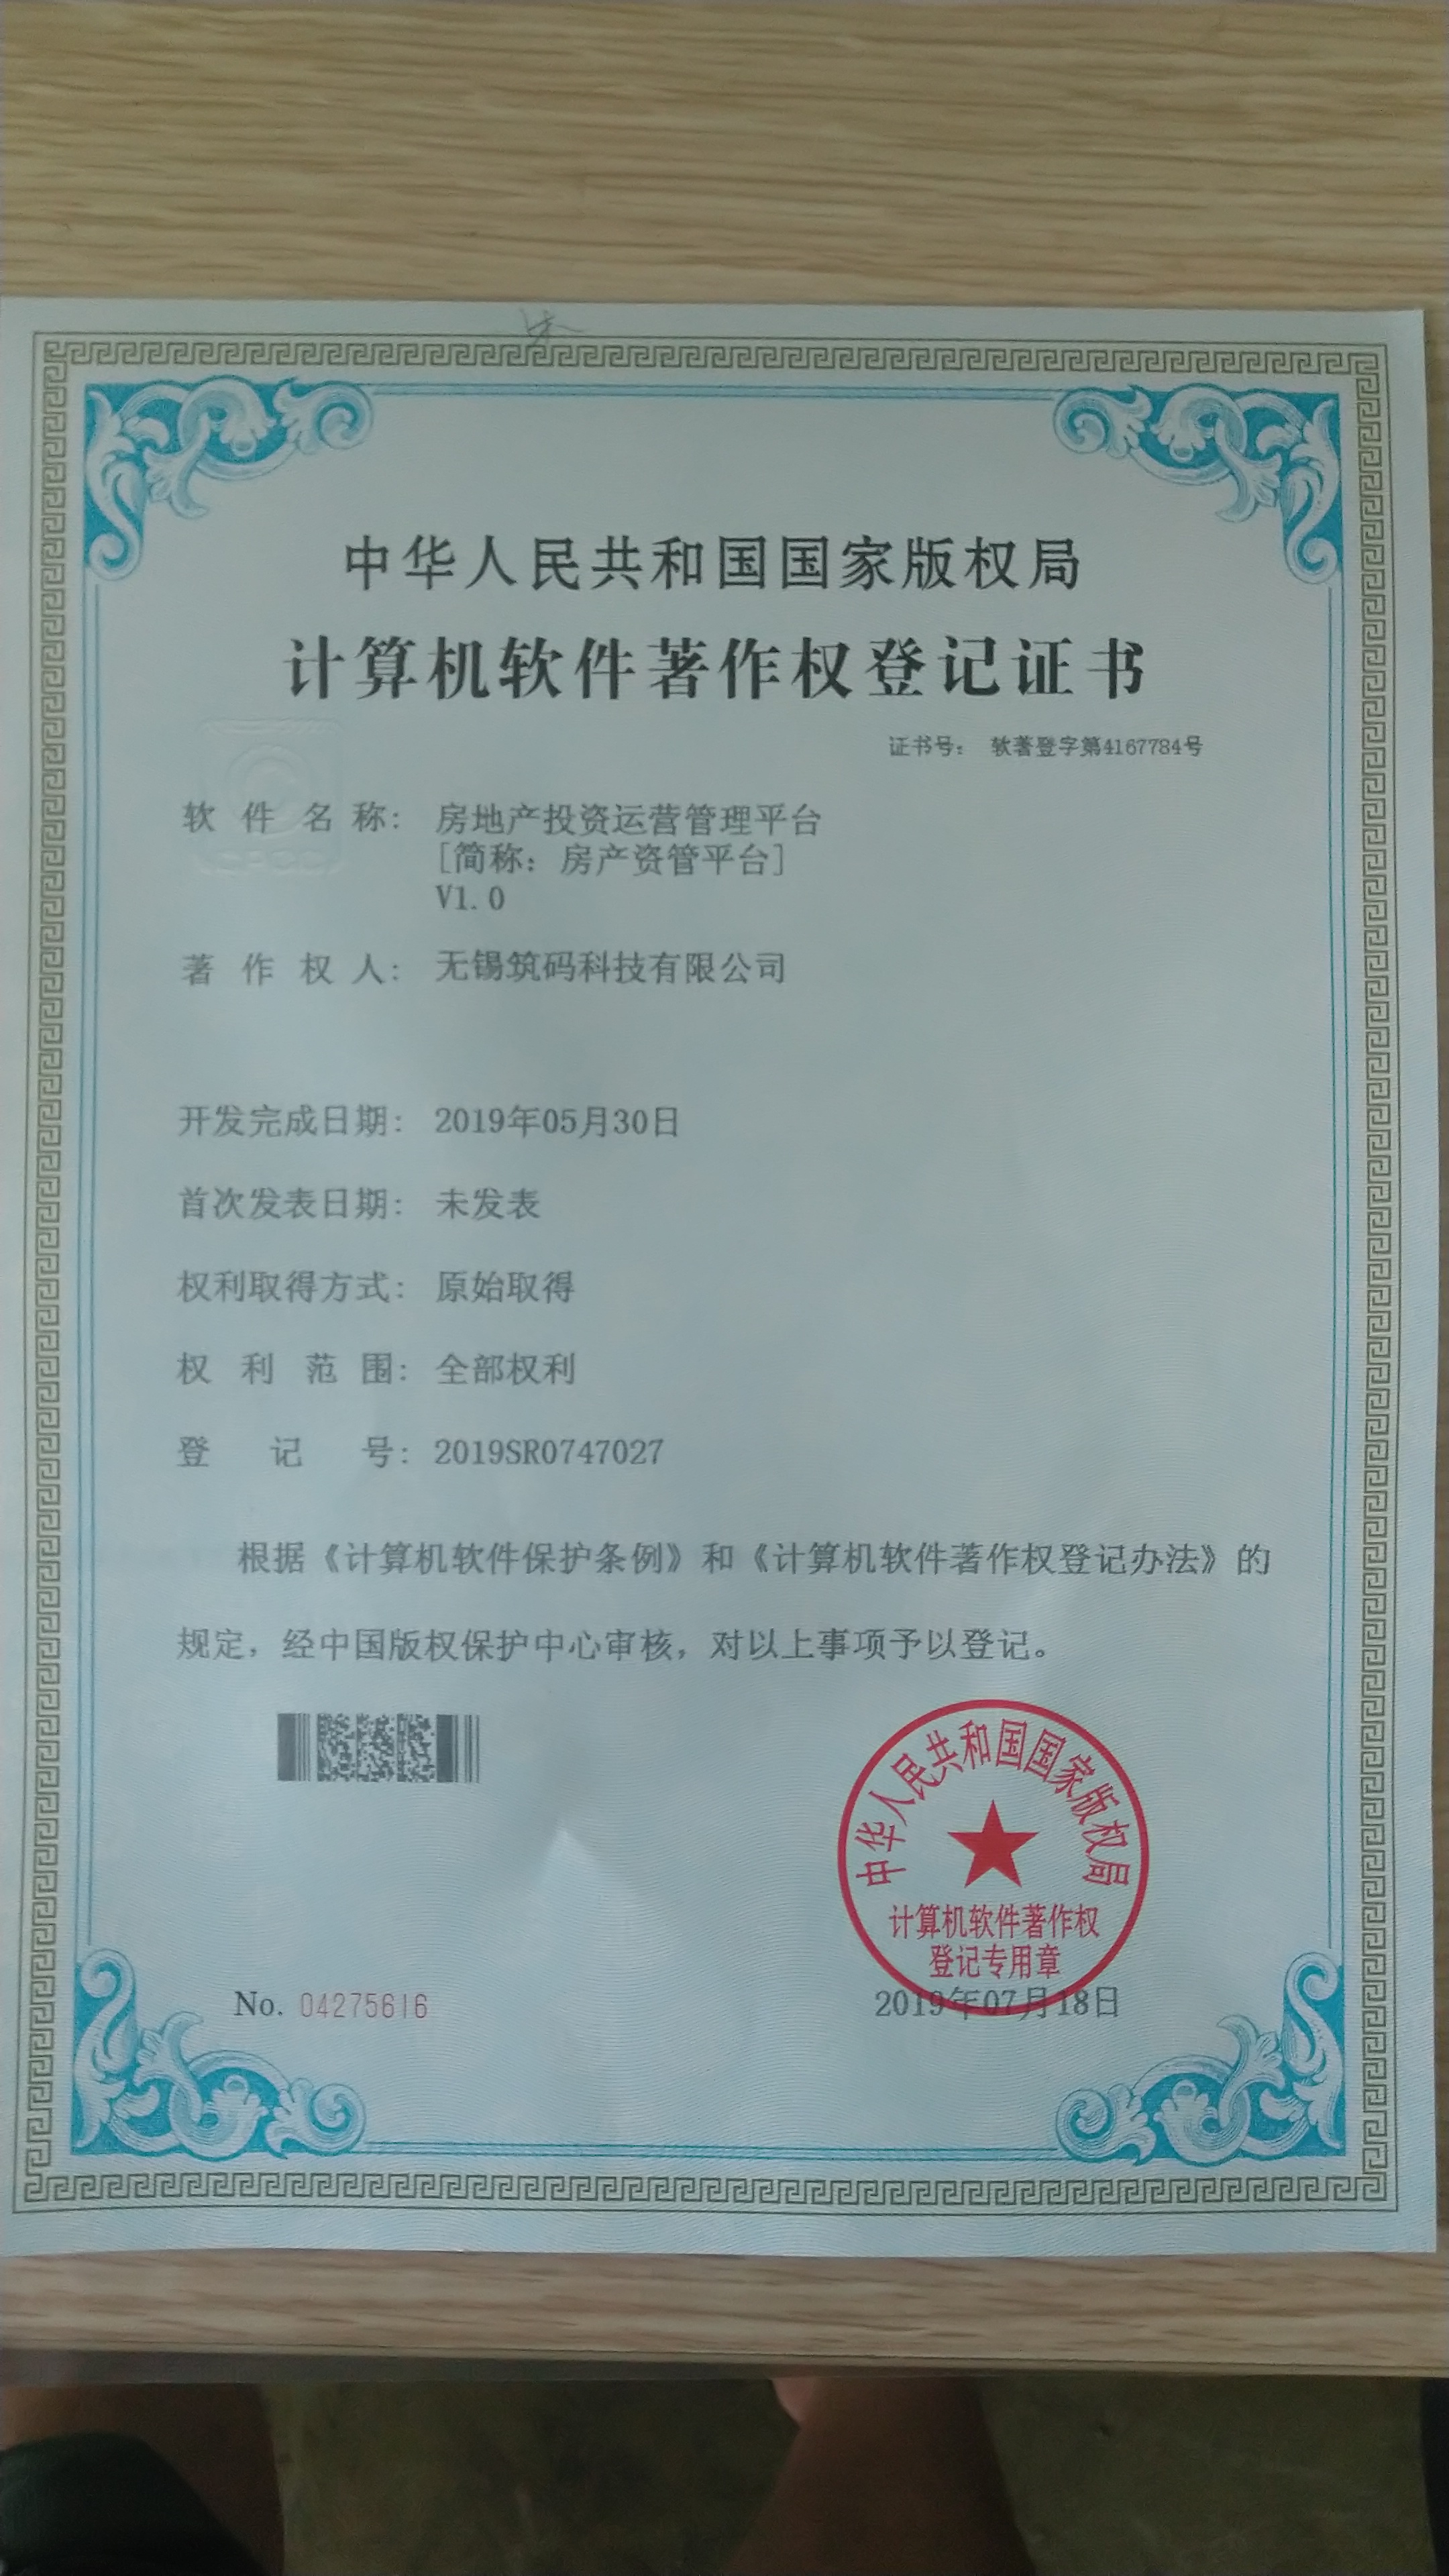 中华人民共和国国家版权局
计算机软件著作权登记证书
证书号： 软著登字第4167784号
软件名称： 房地产投资运营管理平台
[简称：房产资管平台]
V1.0
著作权人： 无锡筑码科技有限公司
开发完成日期： 2019年05月30日
首次发表日期： 未发表
权利取得方式： 原始取得
权利范围： 全部权利
登记号： 2019SR0747027
根据《计算机软件保护条例》和《计算机软件著作权登记办法》的
规定，经中国版权保护中心审核，对以上事项予以登记。
中华人民共和国国家版权局
计算机软件著作权
登记专用章
No. 04275616
2019年07月18日
CPCC